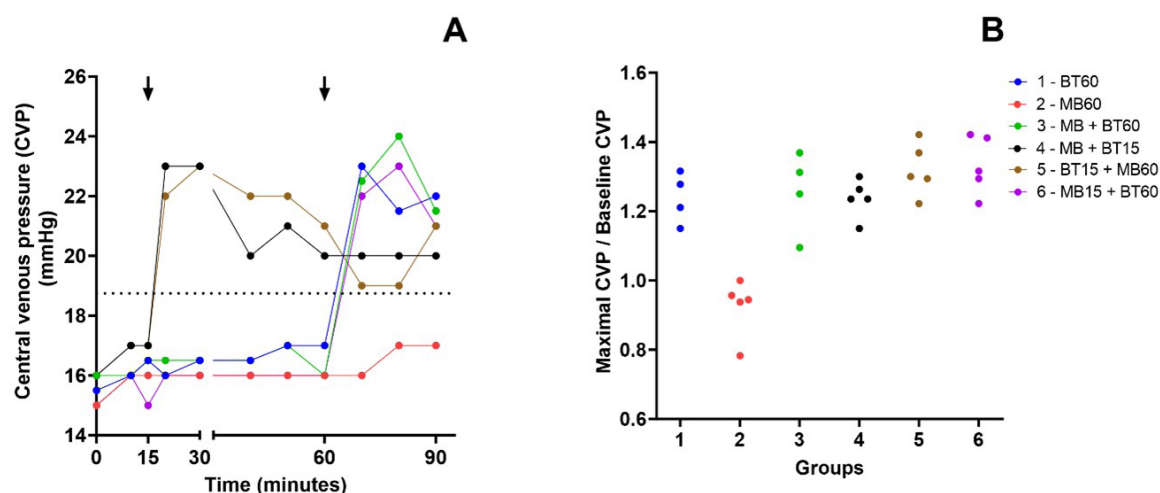 A
Central venous pressure (CVP)
(mmHg)
26
24
22
20
18
16
14
0
15
30
60
90
Time (minutes)
B
Maximal CVP / Baseline CVP
1.6
1.4
1.2
1.0
0.8
0.6
1
2
3
4
5
6
Groups
1 - BT60
2 - MB60
3 - MB + BT60
4 - MB + BT15
5 - BT15 + MB60
6 - MB15 + BT60